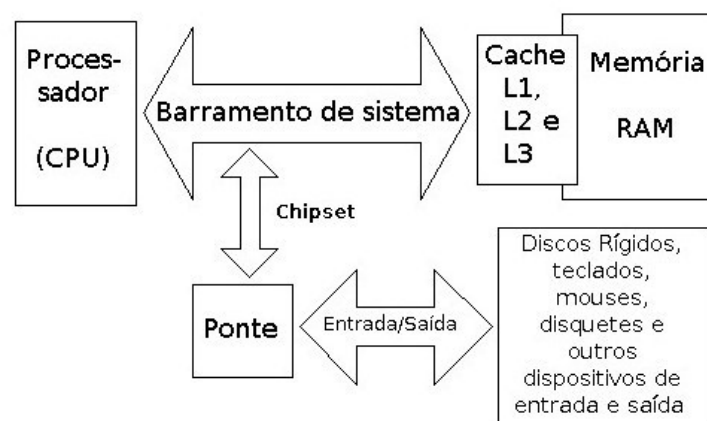 Proces-
sador
(CPU)
Barramento de sistema
Cache
L1,
L2 e
L3
Memória
RAM
Chipset
Ponte
Entrada/Saída
Discos Rígidos,
teclados,
mouses,
disquetes e
outros
dispositivos de
entrada e saída